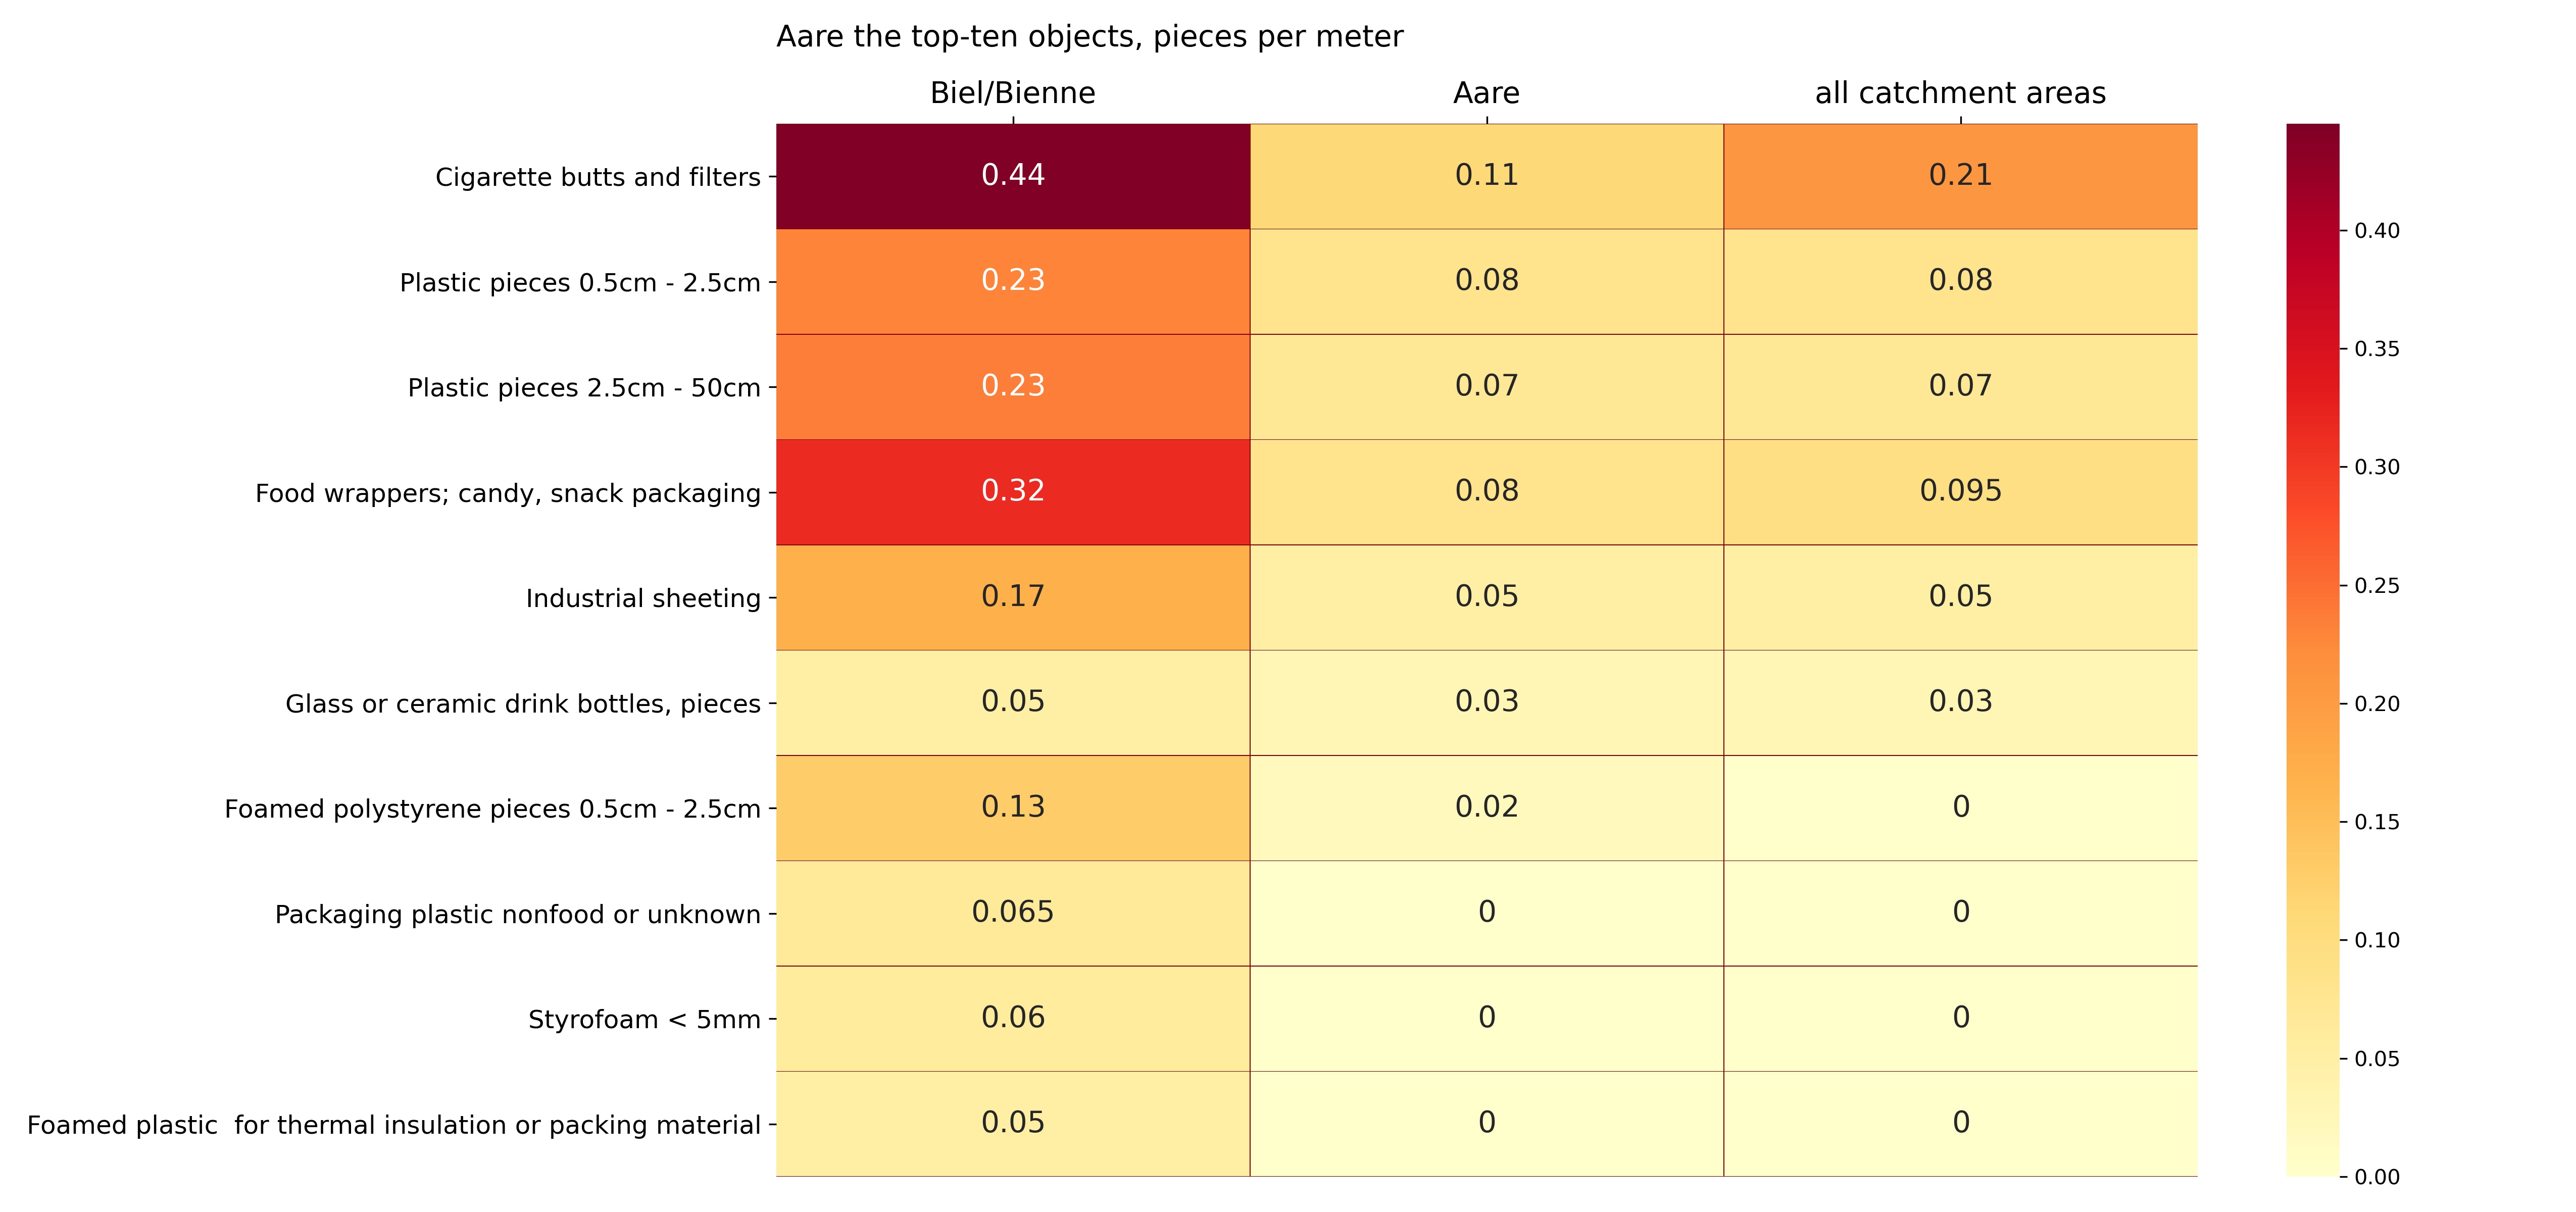 Aare the top-ten objects, pieces per meter
Biel/Bienne Aare all catchment areas
Cigarette butts and filters 0.44 0.11 0.21
Plastic pieces 0.5cm - 2.5cm 0.23 0.08 0.08
Plastic pieces 2.5cm - 50cm 0.23 0.07 0.07
Food wrappers; candy, snack packaging 0.32 0.08 0.095
Industrial sheeting 0.17 0.05 0.05
Glass or ceramic drink bottles, pieces 0.05 0.03 0.03
Foamed polystyrene pieces 0.5cm - 2.5cm 0.13 0.02 0
Packaging plastic nonfood or unknown 0.065 0 0
Styrofoam < 5mm 0.06 0 0
Foamed plastic  for thermal insulation or packing material 0.05 0 0
0.40
0.35
0.30
0.25
0.20
0.15
0.10
0.05
0.00